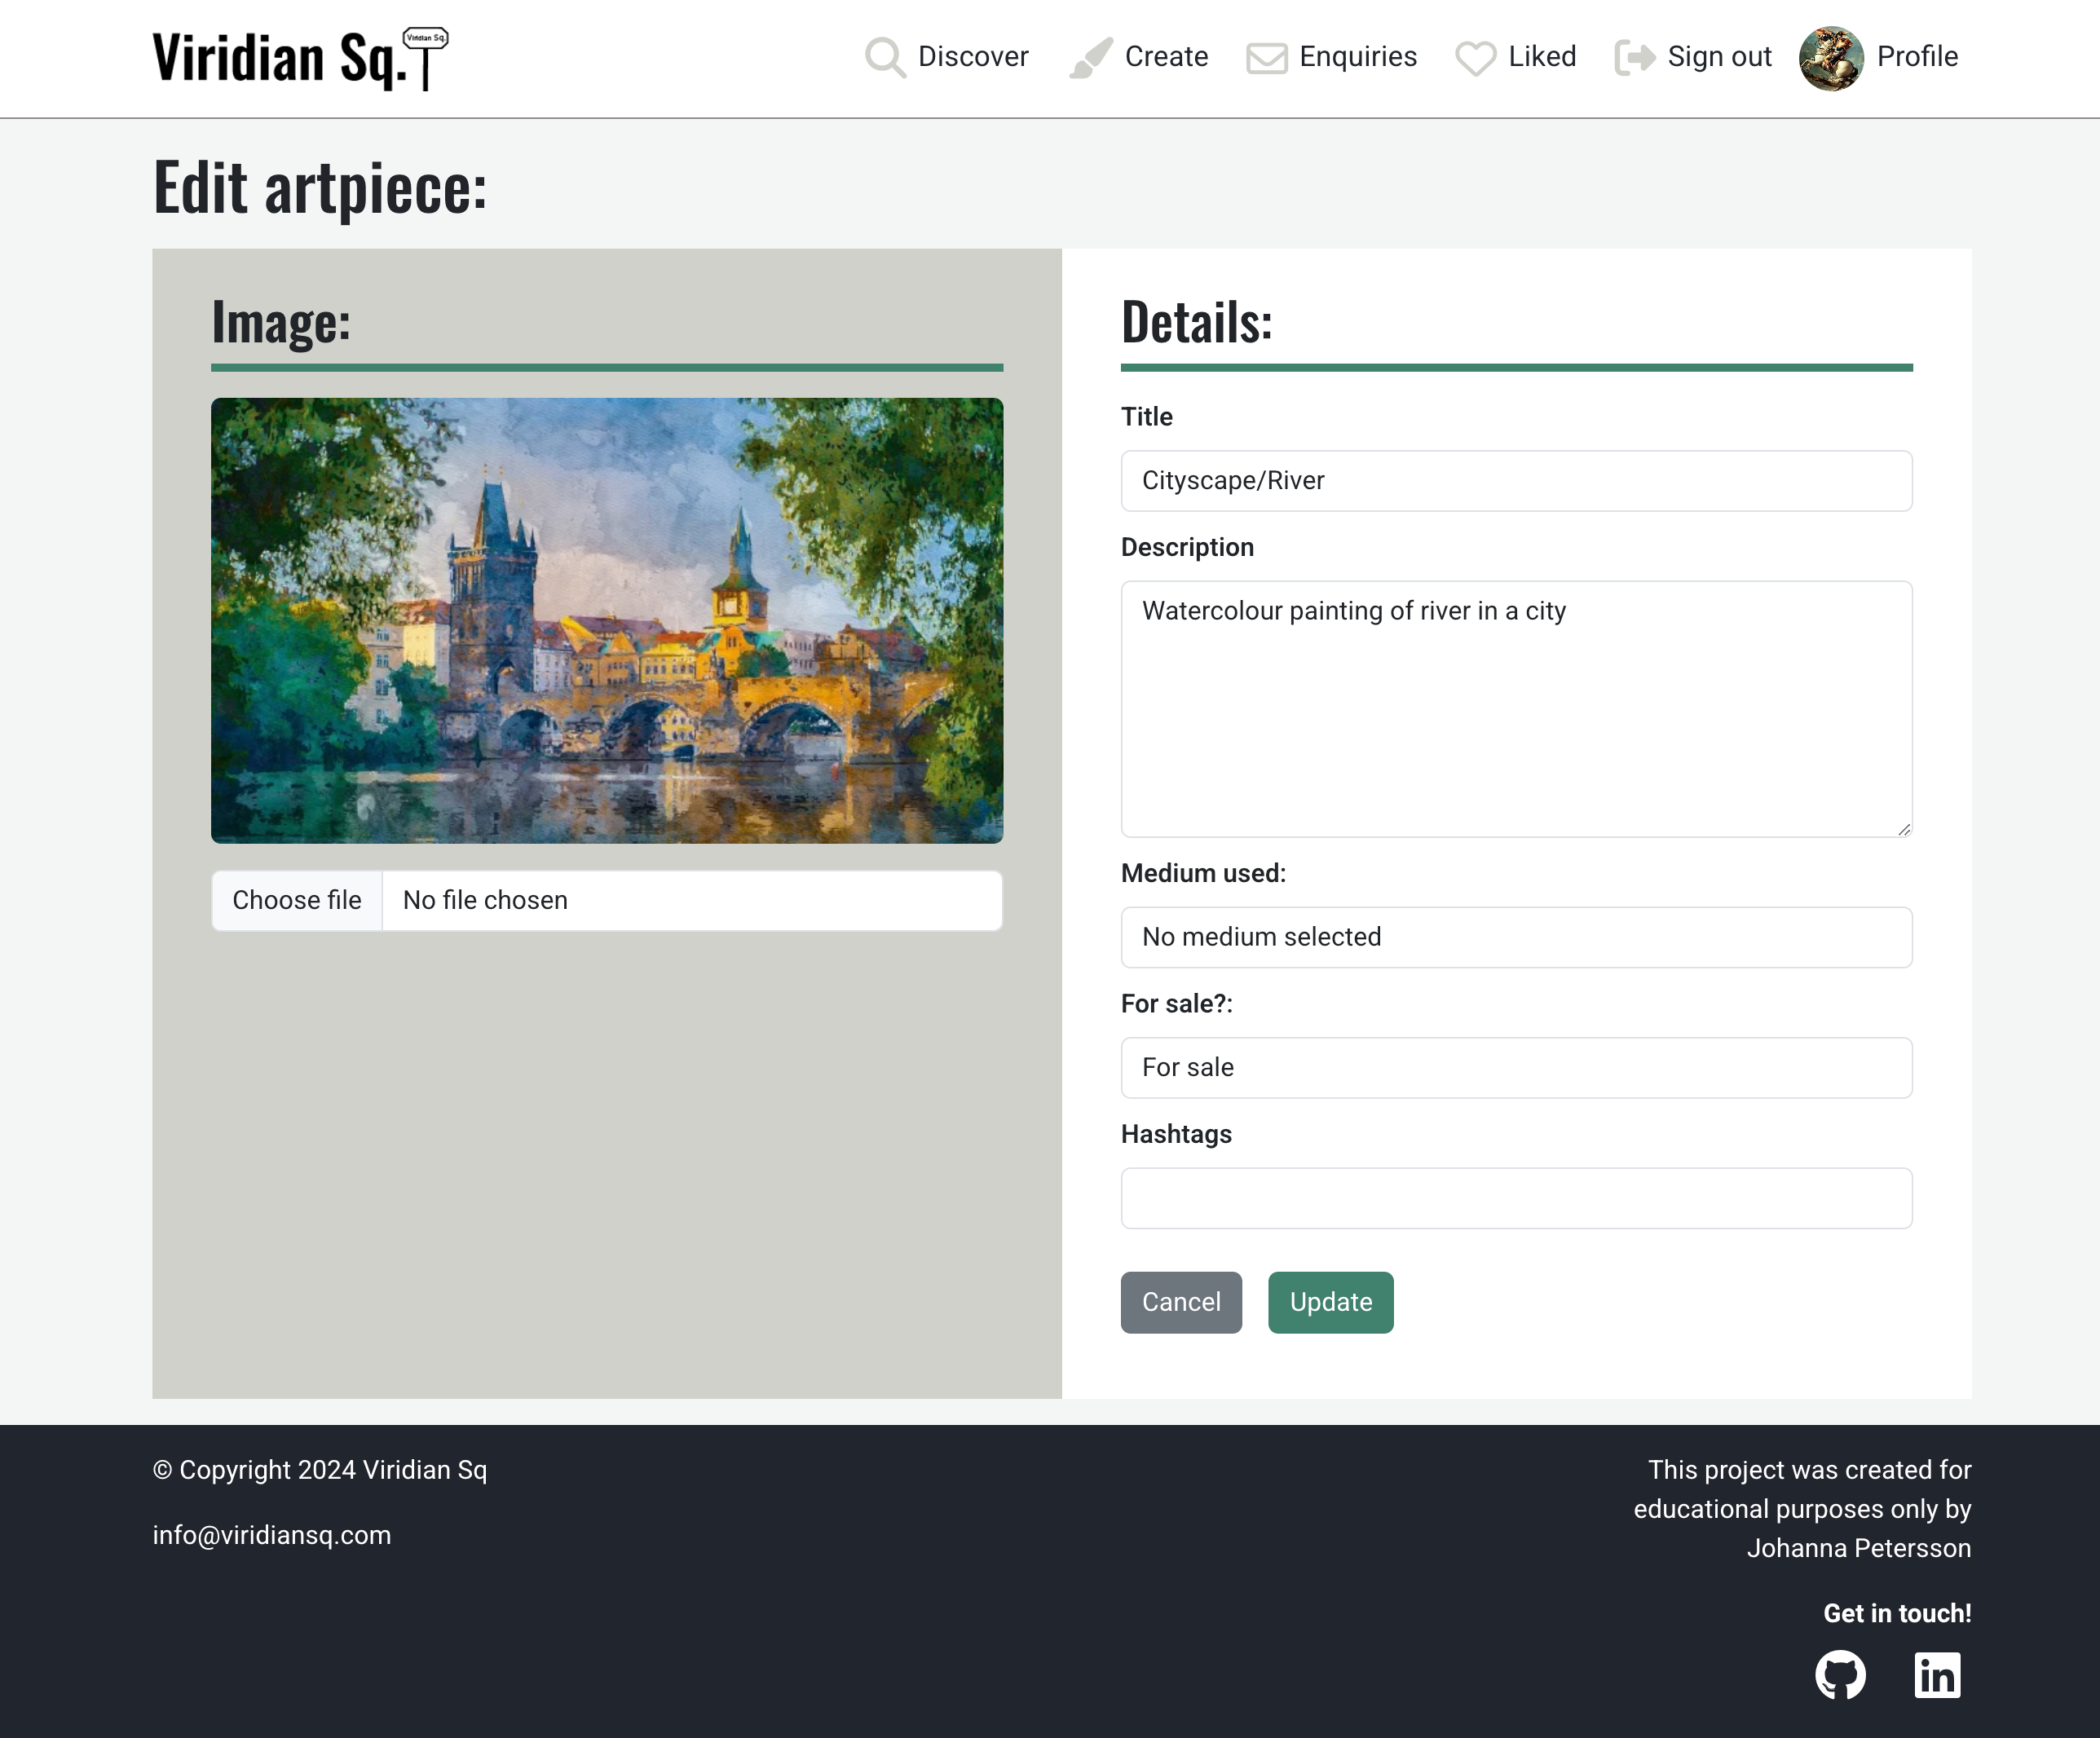 Viridian Sq.
Viridian Sq.
Discover
Create
Enquiries
Liked
Sign out
Profile
Edit artpiece:
Image:
Choose file
No file chosen
Details:
Title
Cityscape/River
Description
Watercolour painting of river in a city
Medium used:
No medium selected
For sale?:
For sale
Hashtags
Cancel
Update
© Copyright 2024 Viridian Sq
info@viridiansq.com
This project was created for
educational purposes only by
Johanna Petersson
Get in touch!
in